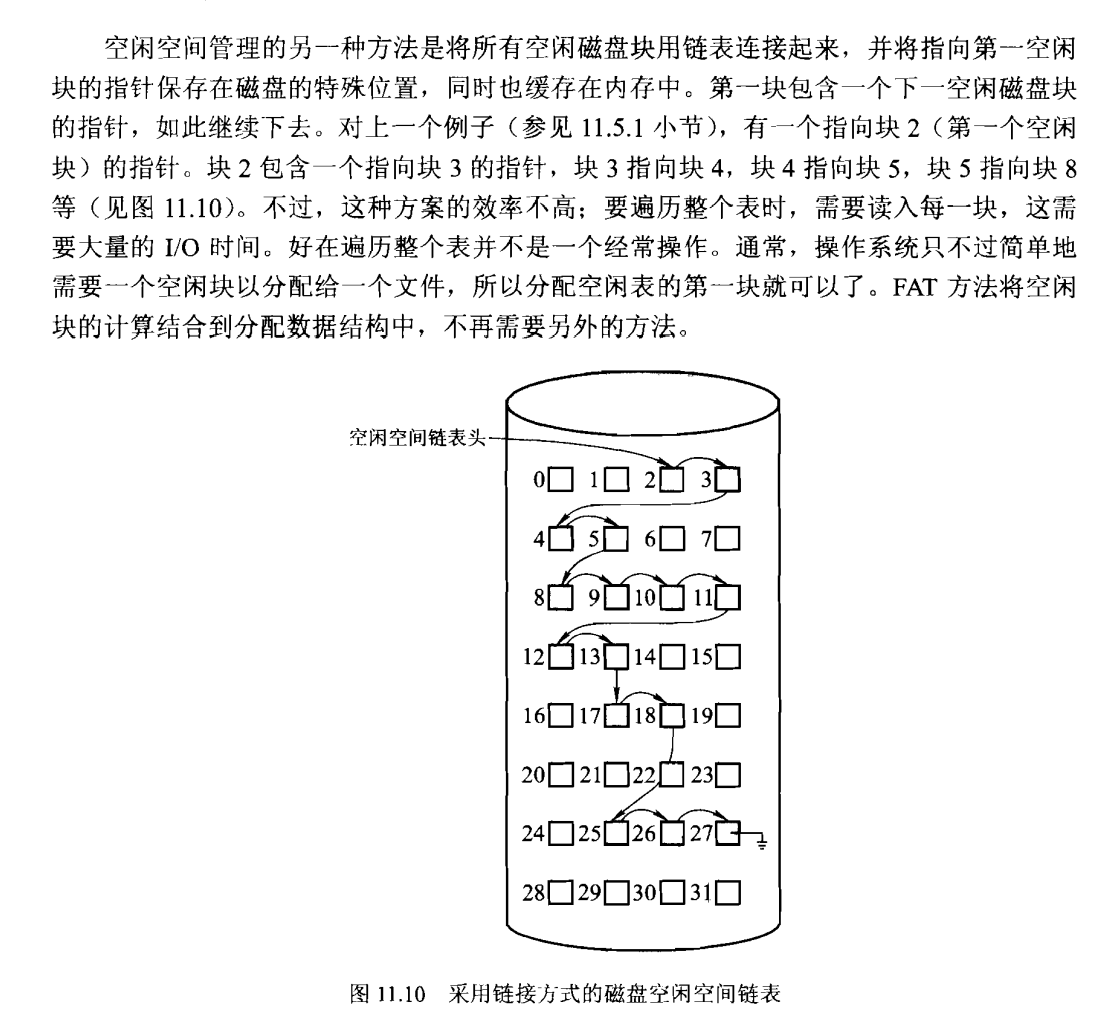 空闲空间管理的另一种方法是将所有空闲磁盘块用链表连接起来，并将指向第一空闲
块的指针保存在磁盘的特殊位置，同时也缓存在内存中。第一块包含一个下一空闲磁盘块
的指针，如此继续下去。对上一个例子（参见 11.5.1 小节），有一个指向块 2（第一个空闲
块）的指针。块 2 包含一个指向块 3 的指针，块 3 指向块 4，块 4 指向块 5，块 5 指向块 8
等（见图 11.10）。不过，这种方案的效率不高；要遍历整个表时，需要读入每一块，这需
要大量的 I/O 时间。好在遍历整个表并不是一个经常操作。通常，操作系统只不过简单地
需要一个空闲块以分配给一个文件，所以分配空闲表的第一块就可以了。FAT 方法将空闲
块的计算结合到分配数据结构中，不再需要另外的方法。
空闲空间链表头
0 1 2 3
4 5 6 7
8 9 10 11
12 13 14 15
16 17 18 19
20 21 22 23
24 25 26 27
28 29 30 31
图 11.10 采用链接方式的磁盘空闲空间链表